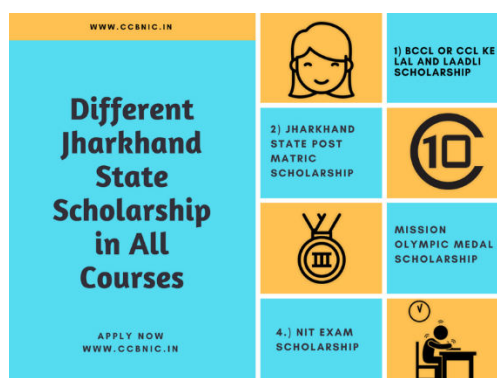 WWW.CCBNIC.IN
Different
Jharkhand
State
Scholarship
in All
Courses
APPLY NOW
WWW.CCBNIC.IN
1) BCCL OR CCL KE
LAL AND LAADLI
SCHOLARSHIP
2) JHARKHAND
STATE POST
MATRIC
SCHOLARSHIP
10
III
MISSION
OLYMPIC MEDAL
SCHOLARSHIP
4.) NIT EXAM
SCHOLARSHIP